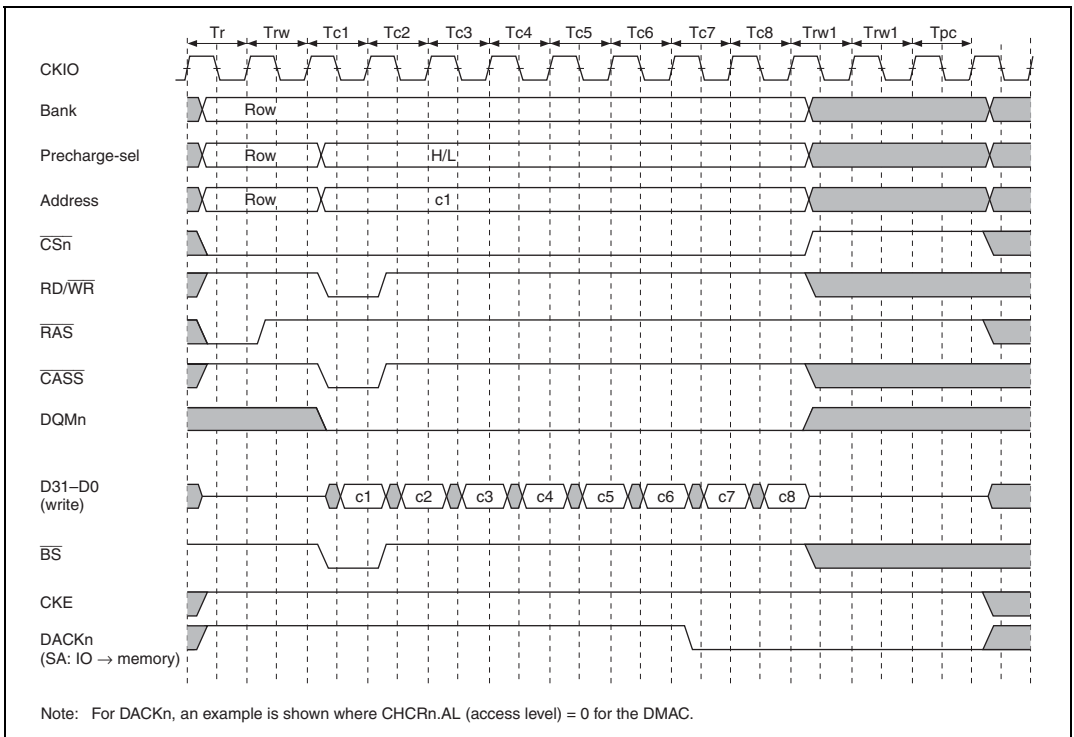 Tr Trw Tc1 Tc2 Tc3 Tc4 Tc5 Tc6 Tc7 Tc8 Trw1 Trw1 Tpc
CKIO
Bank Row
Precharge-sel Row H/L
Address Row c1
CSn
RD/WR
RAS
CASS
DQMn
D31–D0
(write) c1 c2 c3 c4 c5 c6 c7 c8
BS
CKE
DACKn
(SA: IO → memory)
Note: For DACKn, an example is shown where CHCRn.AL (access level) = 0 for the DMAC.